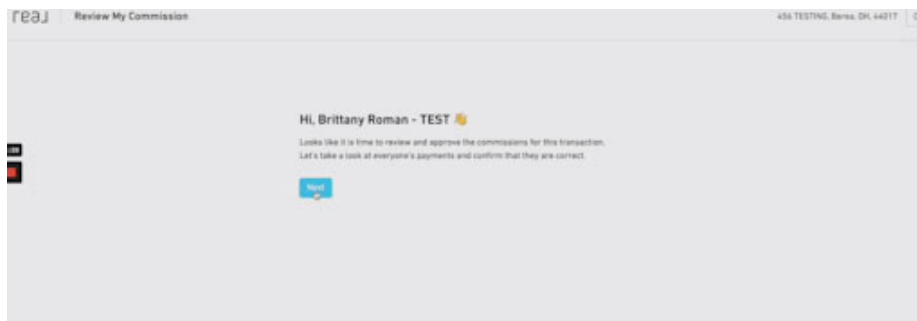 real
Review My Commission
456 TESTING, Berea, OH, 44017
Hi, Brittany Roman - TEST 👋
Looks like it is time to review and approve the commissions for this transaction.
Let's take a look at everyone's payments and confirm that they are correct.
Next